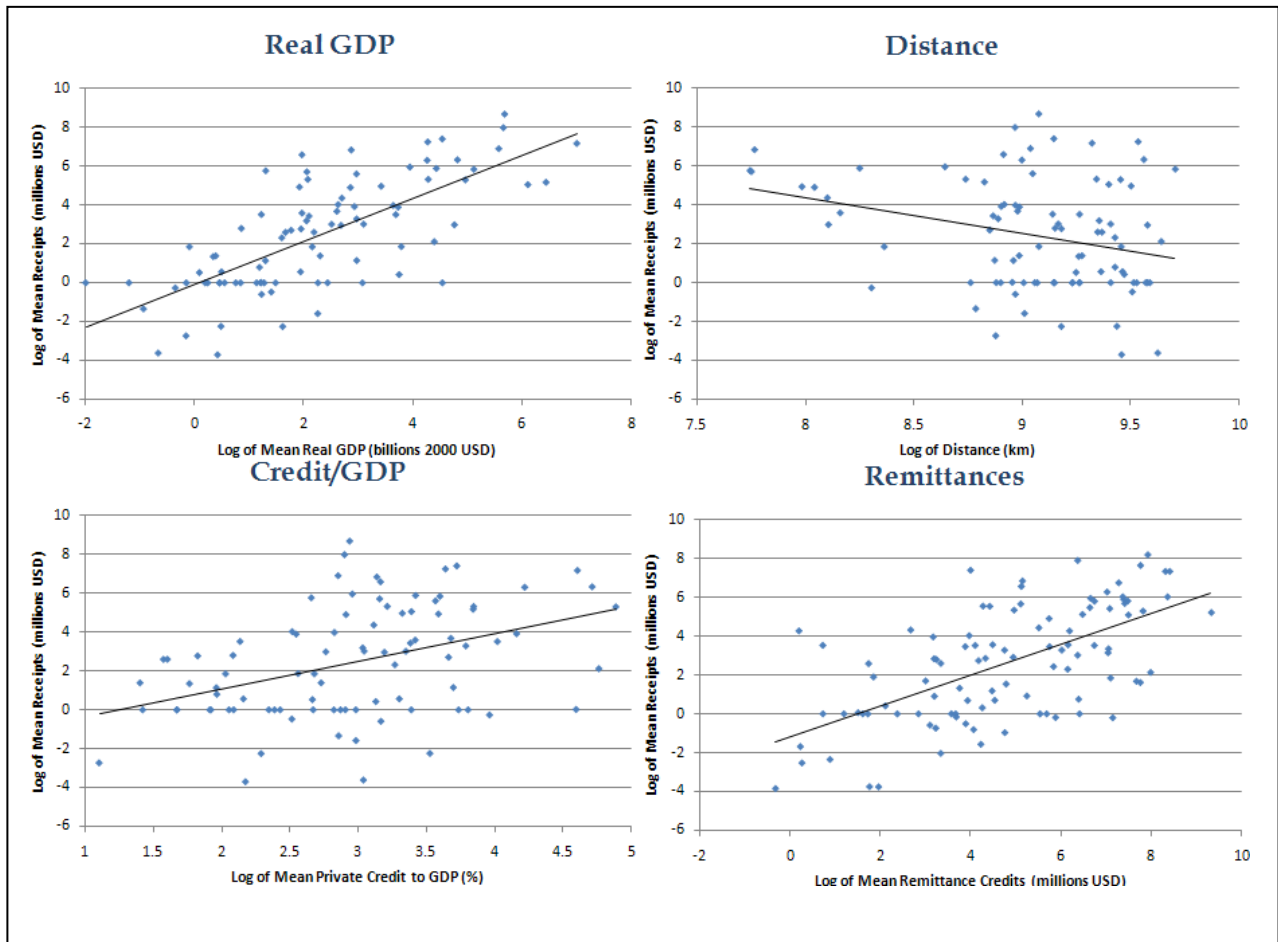 Real GDP
Log of Mean Receipts (millions USD)
10
8
6
4
2
0
-2
-4
-6
-2 0 2 4 6 8
Log of Mean Real GDP (billions 2000 USD)
Distance
Log of Mean Receipts (millions USD)
10
8
6
4
2
0
-2
-4
-6
7.5 8 8.5 9 9.5 10
Log of Distance (km)
Credit/GDP
Log of Mean Receipts (millions USD)
10
8
6
4
2
0
-2
-4
-6
1 1.5 2 2.5 3 3.5 4 4.5 5
Log of Mean Private Credit to GDP (%)
Remittances
Log of Mean Receipts (millions USD)
10
8
6
4
2
0
-2
-4
-6
-2 0 2 4 6 8 10
Log of Mean Remittance Credits (millions USD)